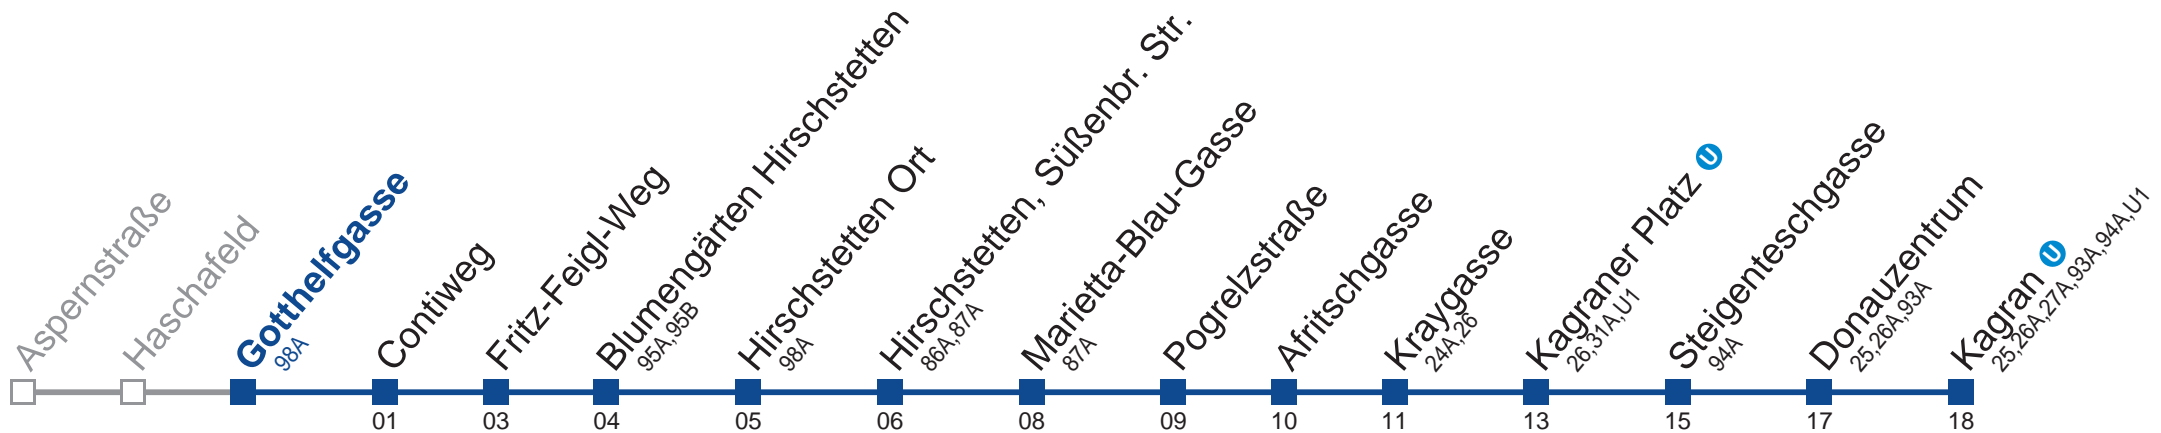 Aspernstraße
Haschafeld
Gotthelfgasse
98A
Contiweg
01
Fritz-Feigl-Weg
03
Blumengärten Hirschstetten
95A,95B
04
Hirschstetten Ort
98A
05
Hirschstetten, Süßenbr. Str.
86A,87A
06
Marietta-Blau-Gasse
87A
08
Pogrelzstraße
09
Afritschgasse
10
Kraygasse
24A,26
11
Kagraner Platz U
26,31A,U1
13
Steigenteschgasse
94A
15
Donauzentrum
25,26A,93A
17
Kagran U
25,26A,27A,93A,94A,U1
18